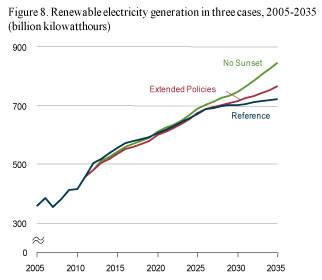 Figure 8. Renewable electricity generation in three cases, 2005-2035
(billion kilowatthours)
900
No Sunset
Extended Policies
700
Reference
500
300
0
2005 2010 2015 2020 2025 2030 2035